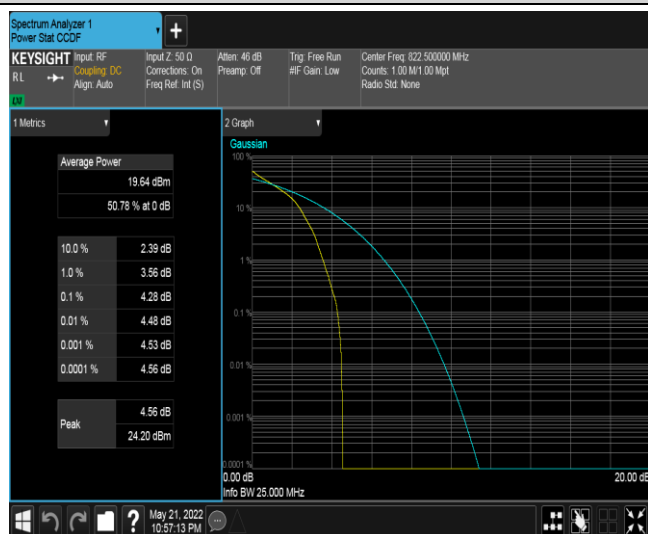 Spectrum Analyzer 1
Power Stat CCDF
+
KEYSIGHT
RL
LXI
Input: RF
Coupling: DC
Align: Auto
Input Z: 50 Ω
Corrections: On
Freq Ref: Int (S)
Atten: 46 dB
Preamp: Off
Trig: Free Run
#IF Gain: Low
Center Freq: 822.500000 MHz
Counts: 1.00 M/1.00 Mpt
Radio Std: None
1 Metrics
Average Power
19.64 dBm
50.78 % at 0 dB
10.0 % 2.39 dB
1.0 % 3.56 dB
0.1 % 4.28 dB
0.01 % 4.48 dB
0.001 % 4.53 dB
0.0001 % 4.56 dB
Peak
4.56 dB
24.20 dBm
2 Graph
Gaussian
100 %
10 %
1 %
0.1 %
0.01 %
0.001 %
0.0001 %
0.00 dB 20.00 dB
Info BW 25.000 MHz
?
May 21, 2022
10:57:13 PM